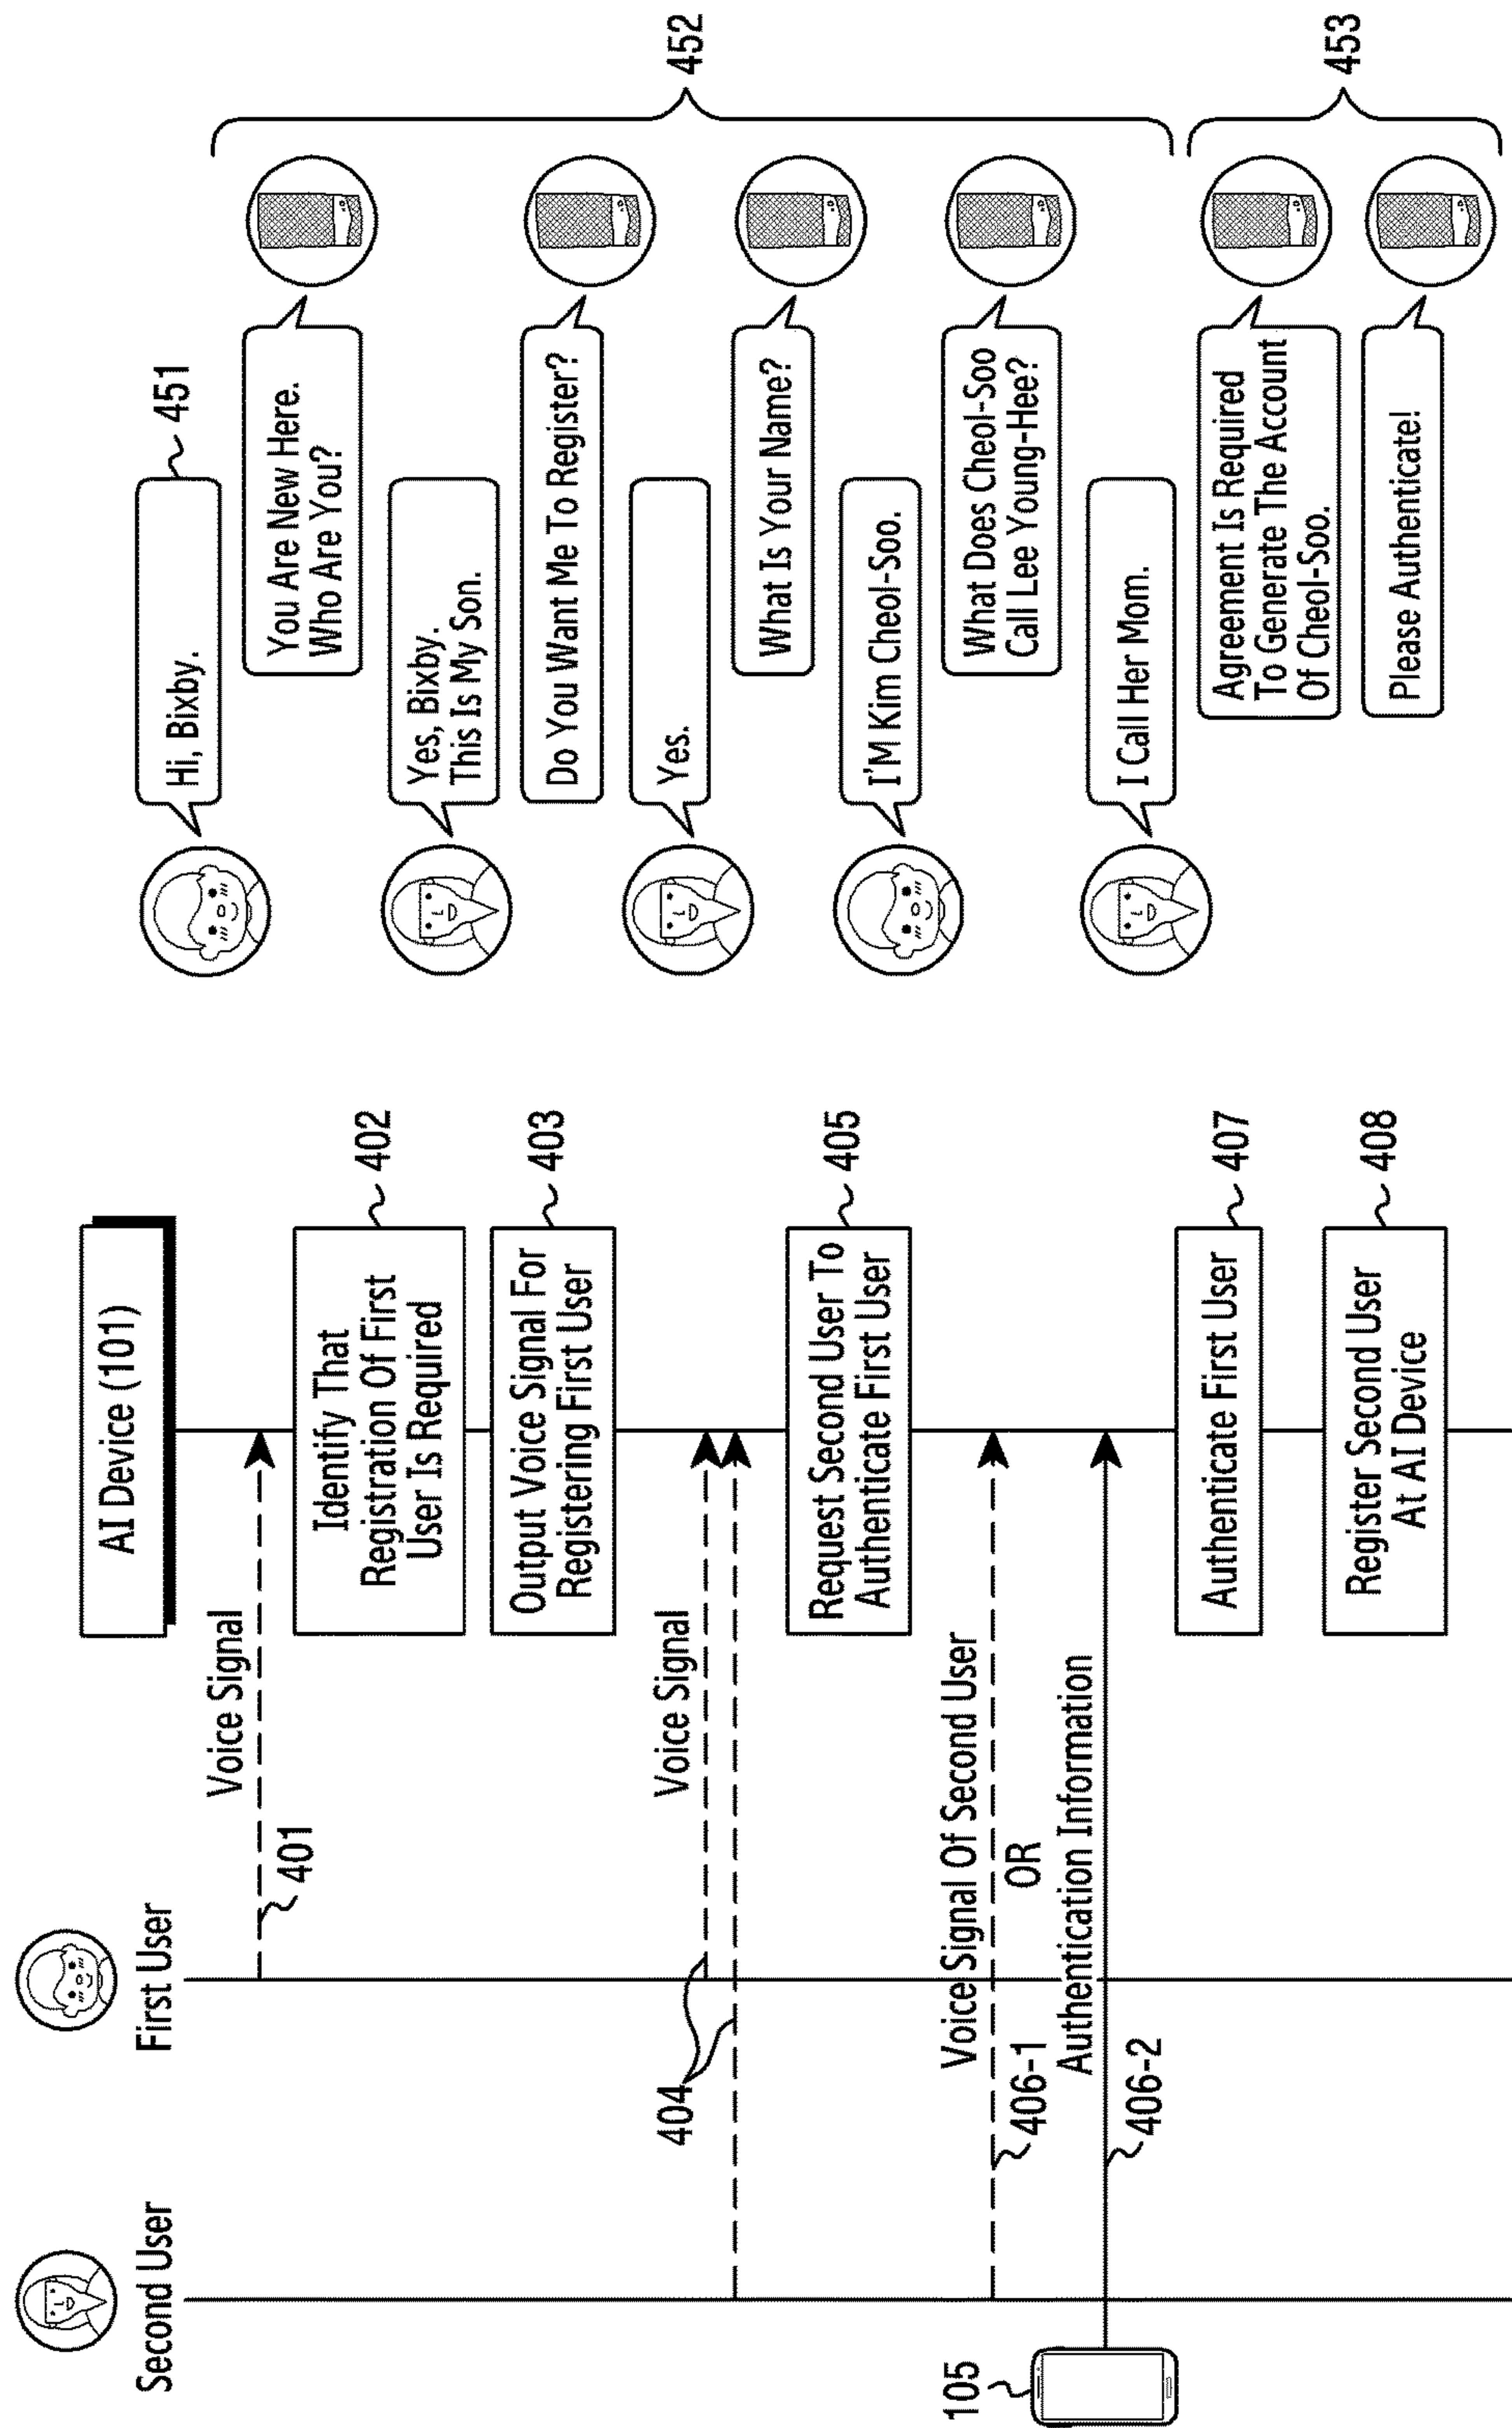 Second User
First User
AI Device (101)
Voice Signal
401
Identify That
Registration Of First
User Is Required
402
Output Voice Signal For
Registering First User
403
Voice Signal
404
Request Second User To
Authenticate First User
405
Voice Signal Of Second User
406-1
OR
Authentication Information
406-2
105
Authenticate First User
407
Register Second User
At AI Device
408
Hi, Bixby.
451
You Are New Here.
Who Are You?
Yes, Bixby.
This Is My Son.
Do You Want Me To Register?
Yes.
What Is Your Name?
I'M Kim Cheol-Soo.
What Does Cheol-Soo
Call Lee Young-Hee?
I Call Her Mom.
452
Agreement Is Required
To Generate The Account
Of Cheol-Soo.
Please Authenticate!
453